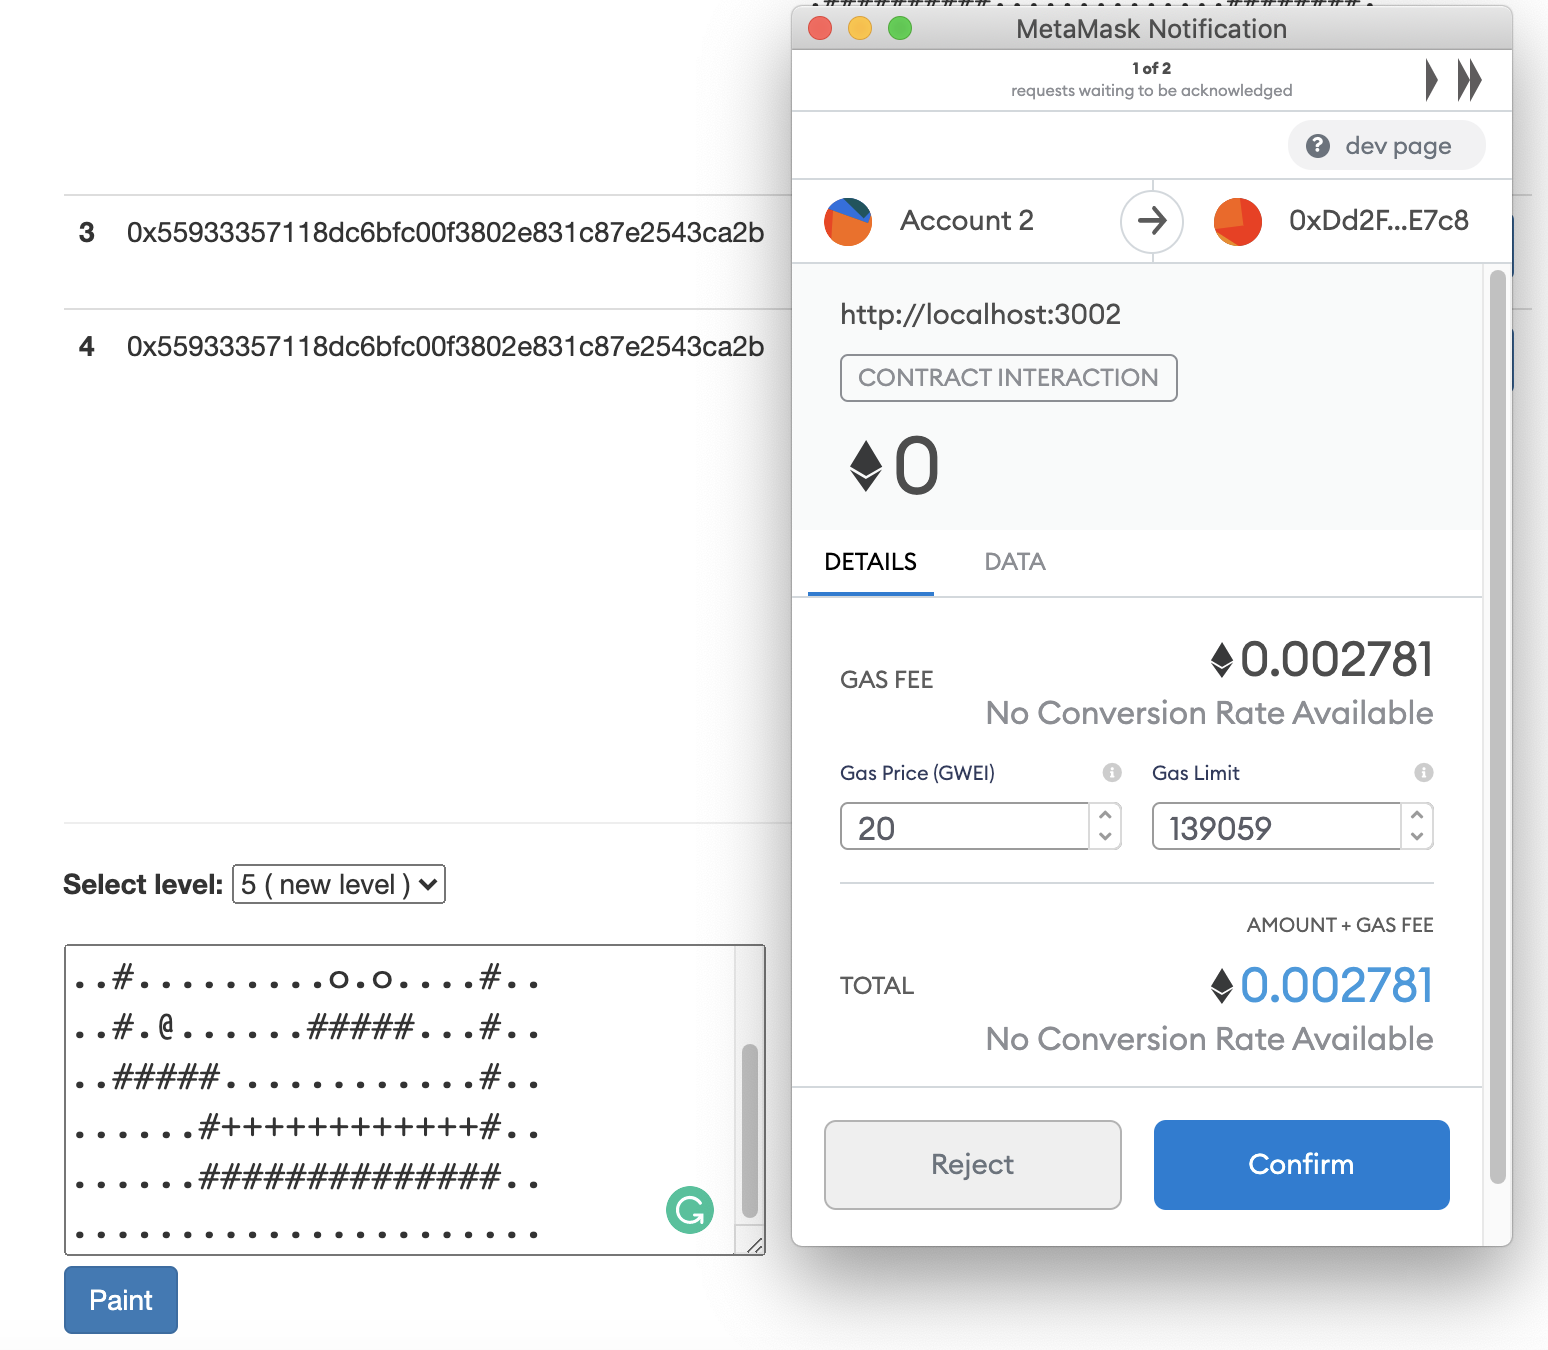 MetaMask Notification
1 of 2
requests waiting to be acknowledged
dev page
Account 2
0xDd2F...E7c8
http://localhost:3002
CONTRACT INTERACTION
0
DETAILS DATA
GAS FEE
0.002781
No Conversion Rate Available
Gas Price (GWEI) Gas Limit
20 139059
AMOUNT + GAS FEE
TOTAL
0.002781
No Conversion Rate Available
Reject Confirm
3 0x55933357118dc6bfc00f3802e831c87e2543ca2b
4 0x55933357118dc6bfc00f3802e831c87e2543ca2b
Select level: 5 ( new level )
..#.........o.o....#..
..#.@......#####...#..
..#####............#..
......#++++++++++++#..
......##############..
......................
Paint